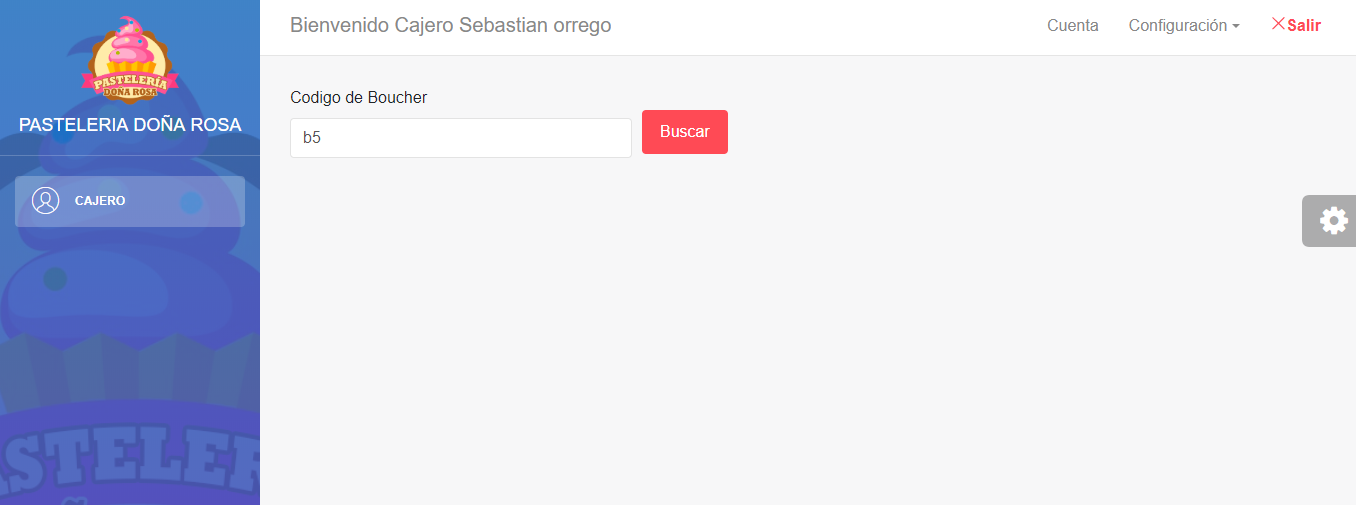 PASTELERÍA
DOÑA ROSA
PASTELERIA DOÑA ROSA
CAJERO
Bienvenido Cajero Sebastian orrego
Cuenta
Configuración
Salir
Codigo de Boucher
b5
Buscar
ASTELER